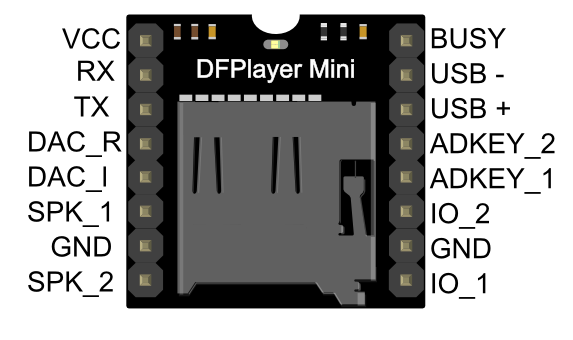 VCC
RX
TX
DAC_R
DAC_I
SPK_1
GND
SPK_2
DFPlayer Mini
BUSY
USB -
USB +
ADKEY_2
ADKEY_1
IO_2
GND
IO_1